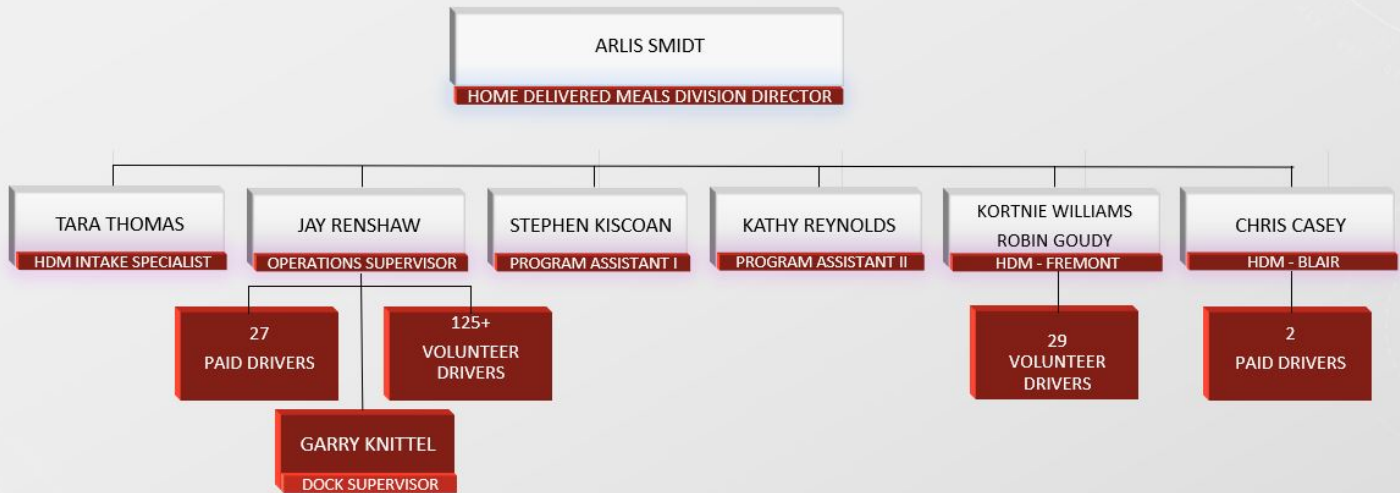 ARLIS SMIDT
HOME DELIVERED MEALS DIVISION DIRECTOR
TARA THOMAS
HDM INTAKE SPECIALIST
JAY RENSHAW
OPERATIONS SUPERVISOR
STEPHEN KISCOAN
PROGRAM ASSISTANT I
KATHY REYNOLDS
PROGRAM ASSISTANT II
KORTNIE WILLIAMS
ROBIN GOUDY
HDM - FREMONT
CHRIS CASEY
HDM - BLAIR
27
PAID DRIVERS
125+
VOLUNTEER
DRIVERS
29
VOLUNTEER
DRIVERS
2
PAID DRIVERS
GARRY KNITTEL
DOCK SUPERVISOR